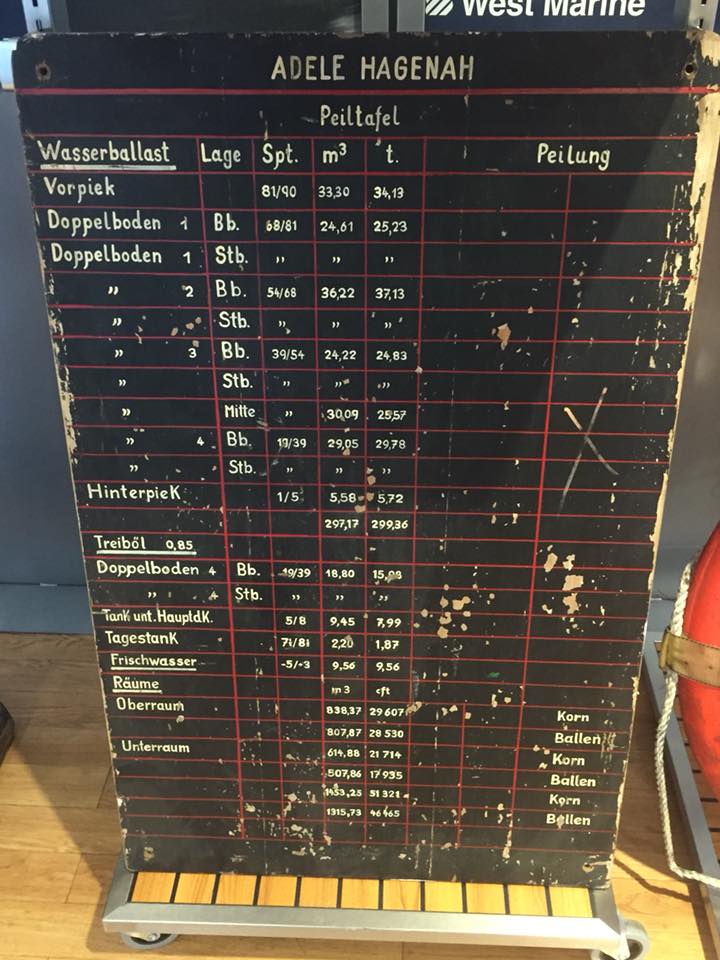 West Marine
ADELE HAGENAH
Peiltafel
Wasserballast Lage Spt. m³ t. Peilung
Vorpiek 81/90 33,30 34,13
Doppelboden 1 Bb. 68/81 24,61 25,23
Doppelboden 1 Stb. " " "
" 2 Bb. 54/68 36,22 37,13
" Stb. " " "
" 3 Bb. 39/54 24,22 24,83
" Stb. " " "
" Mitte " 30,09 25,57
" 4 Bb. 19/39 29,05 29,78
" Stb. " " "
Hinterpiek 1/5 5,58 5,72
297,17 299,36
Treiböl 0,85
Doppelboden 4 Bb. 19/39 18,80
" 4 Stb. " " "
Tank unt. Haupldk. 5/8 9,45 7,99
Tagestank 71/81 2,20 1,87
Frischwasser -5/-3 9,56 9,56
Räume m3 cft
Oberraum 838,37 29607 Korn
807,87 28530 Ballen
Unterraum 614,88 21714 Korn
507,86 17935 Ballen
1453,25 51321 Korn
1315,73 46465 Ballen